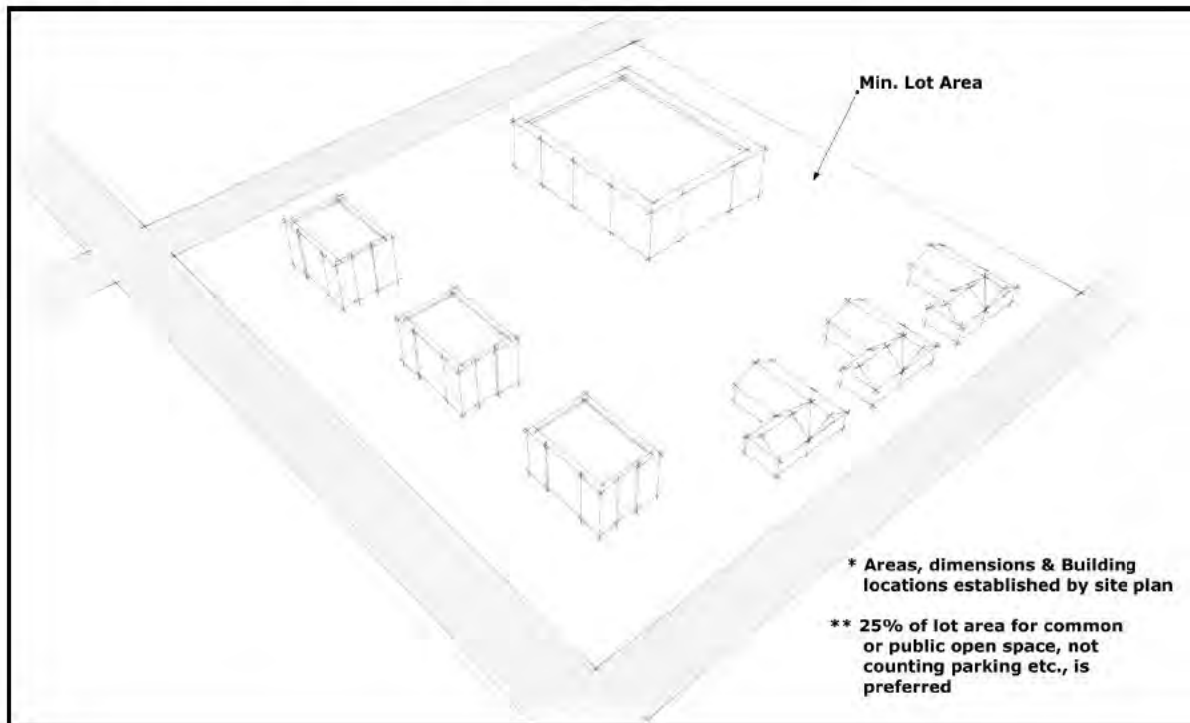 Min. Lot Area
* Areas, dimensions & Building
locations established by site plan
** 25% of lot area for common
or public open space, not
counting parking etc., is
preferred